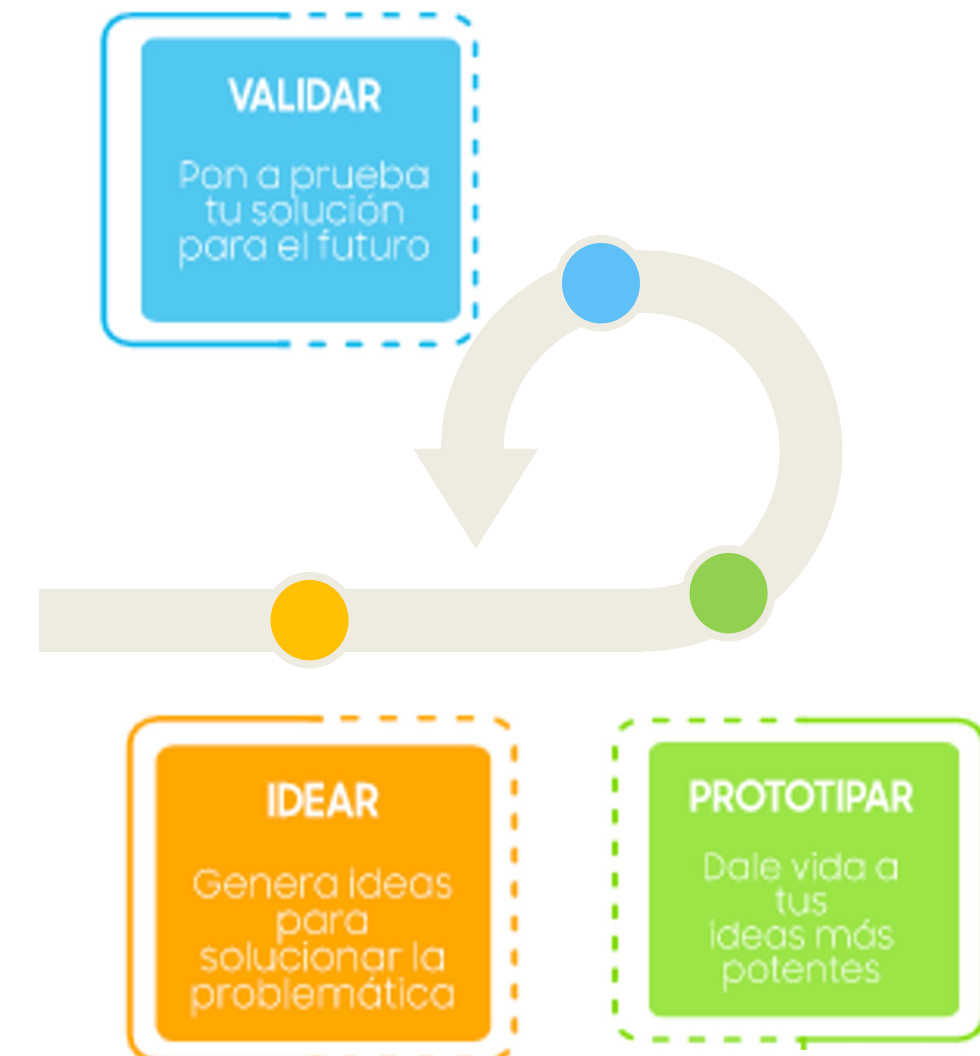 VALIDAR
Pon a prueba
tu solución
para el futuro
IDEAR
Genera ideas
para
solucionar la
problemática
PROTOTIPAR
Dale vida a
tus
ideas más
potentes